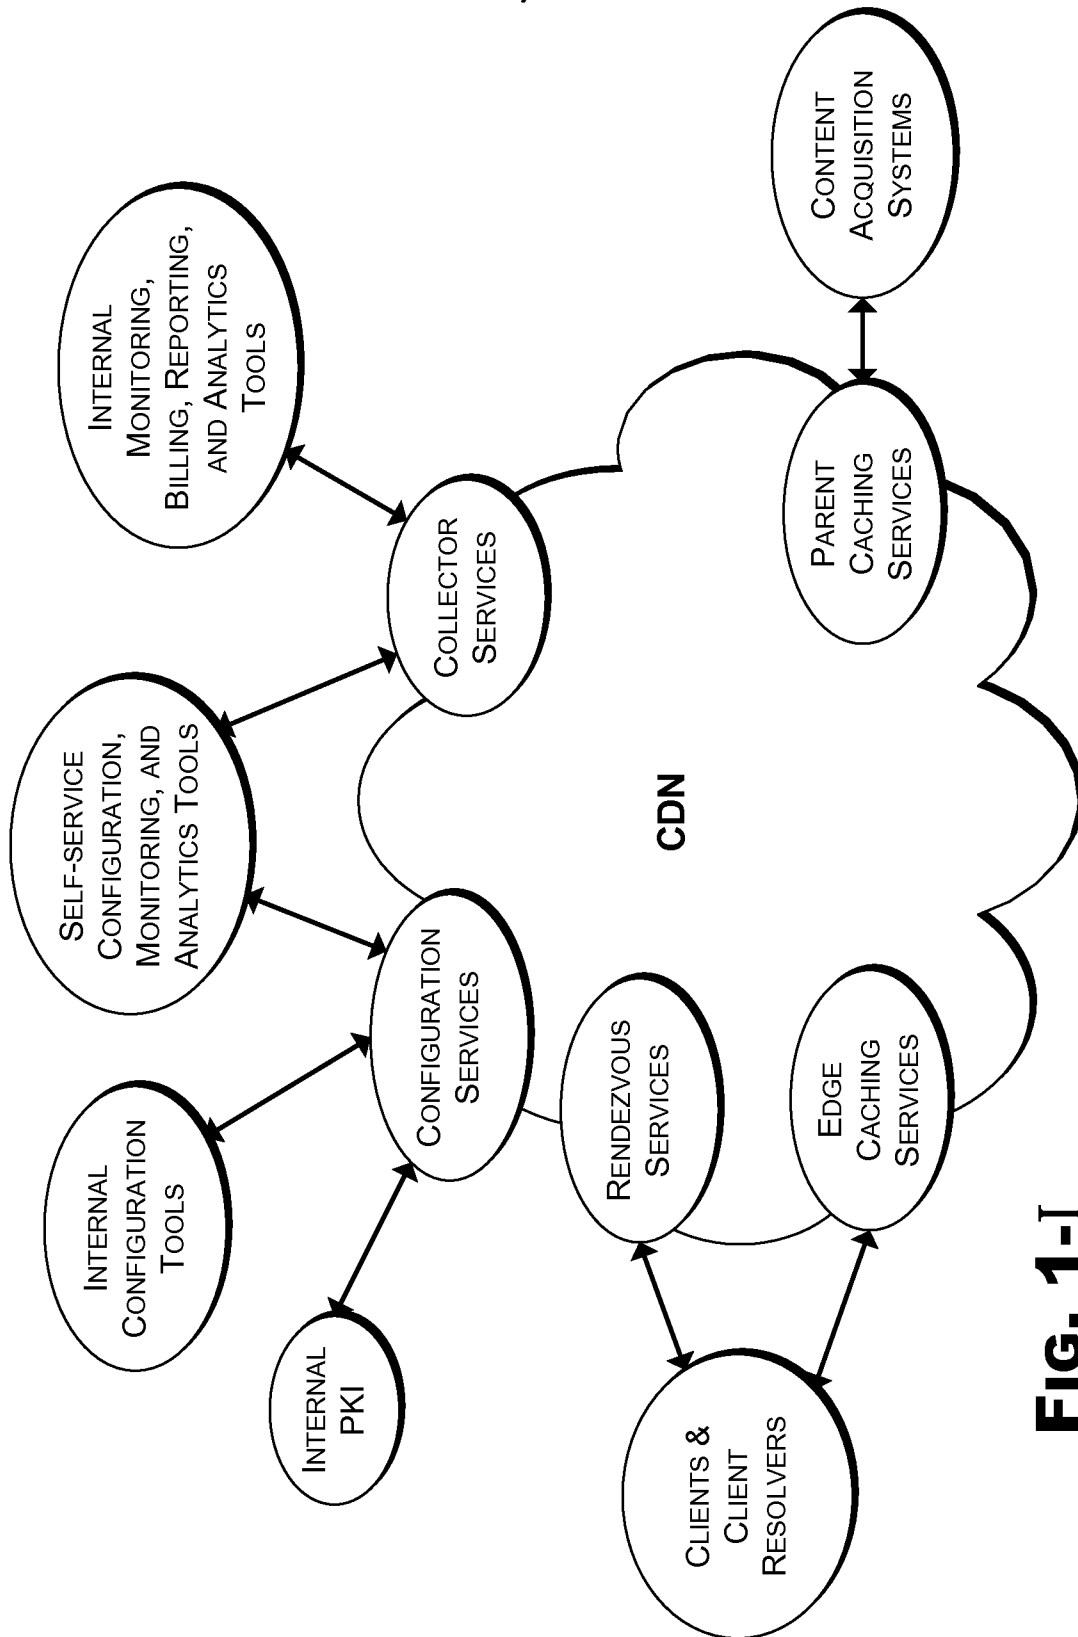 INTERNAL
PKI
INTERNAL
CONFIGURATION
TOOLS
SELF-SERVICE
CONFIGURATION,
MONITORING, AND
ANALYTICS TOOLS
INTERNAL
MONITORING,
BILLING, REPORTING,
AND ANALYTICS
TOOLS
CONFIGURATION
SERVICES
COLLECTOR
SERVICES
CLIENTS &
CLIENT
RESOLVERS
RENDEZVOUS
SERVICES
EDGE
CACHING
SERVICES
CDN
PARENT
CACHING
SERVICES
CONTENT
ACQUISITION
SYSTEMS
FIG. 1-I